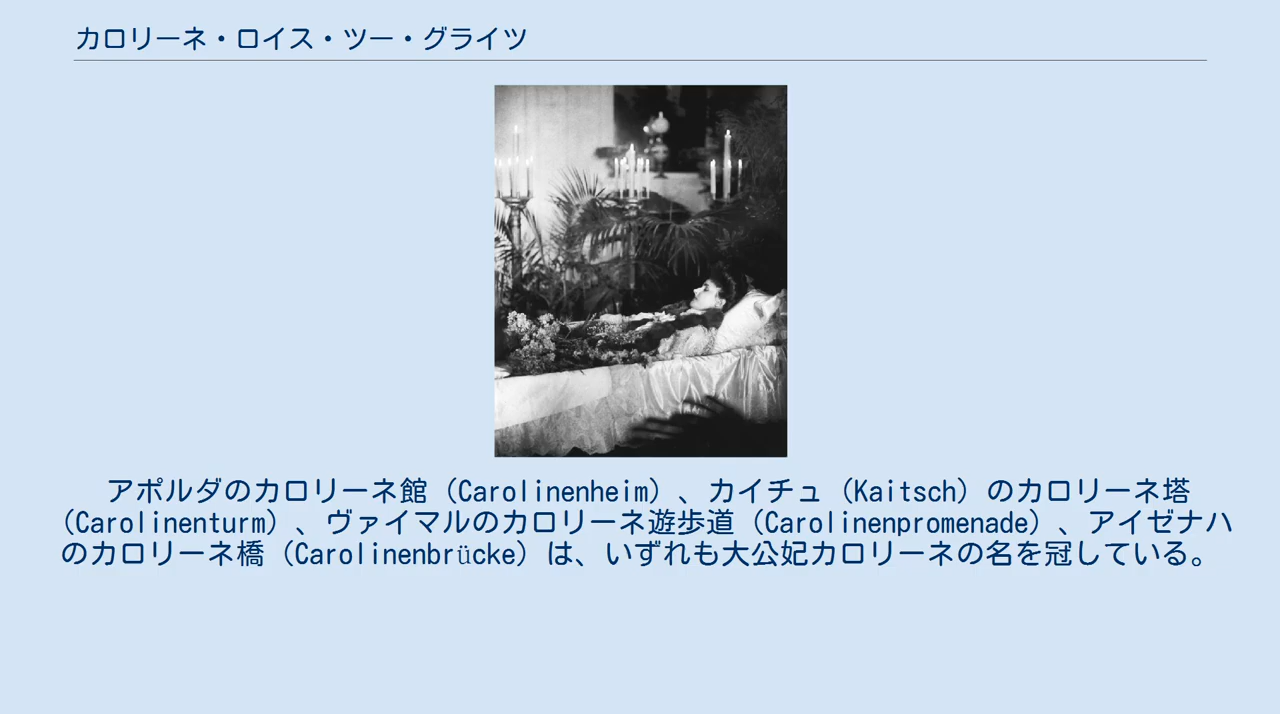 カロリーネ・ロイス・ツー・グライツ
アポルダのカロリーネ館（Carolinenheim）、カイチュ（Kaitsch）のカロリーネ塔
（Carolinenturm）、ヴァイマルのカロリーネ遊歩道（Carolinenpromenade）、アイゼナハ
のカロリーネ橋（Carolinenbrücke）は、いずれも大公妃カロリーネの名を冠している。